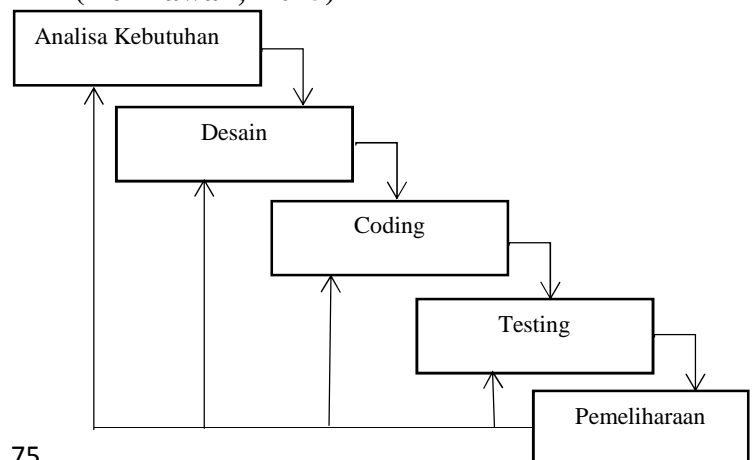 Analisa Kebutuhan
Desain
Coding
Testing
Pemeliharaan
75